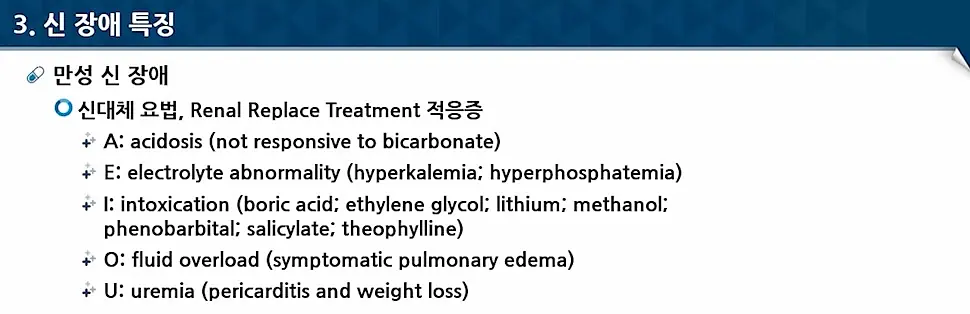 3. 신 장애 특징
만성 신 장애
신대체 요법, Renal Replace Treatment 적응증
A: acidosis (not responsive to bicarbonate)
E: electrolyte abnormality (hyperkalemia; hyperphosphatemia)
I: intoxication (boric acid; ethylene glycol; lithium; methanol;
phenobarbital; salicylate; theophylline)
O: fluid overload (symptomatic pulmonary edema)
U: uremia (pericarditis and weight loss)